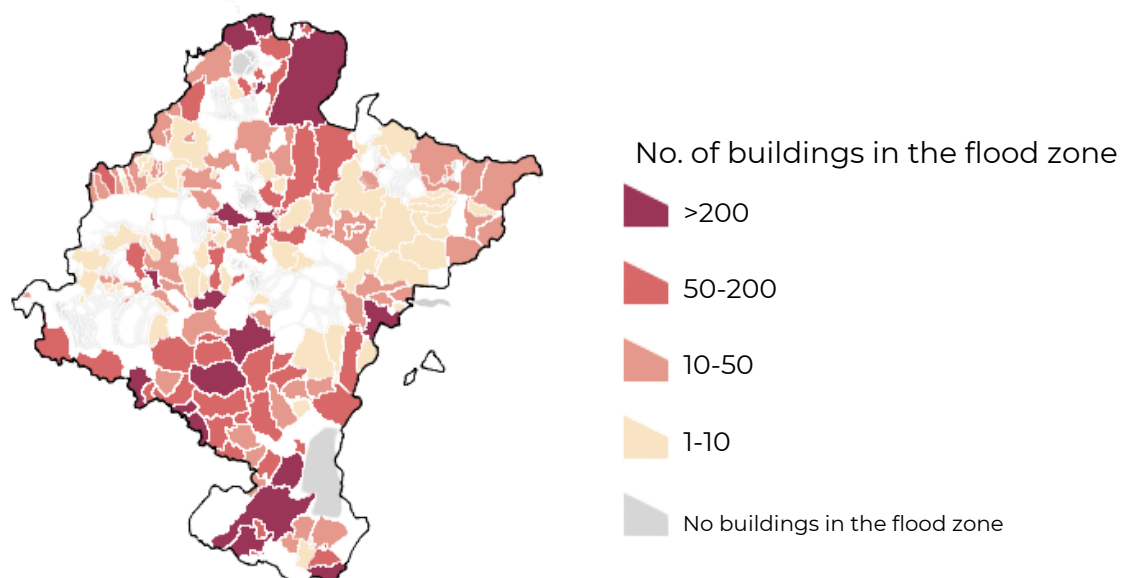 No. of buildings in the flood zone
>200
50-200
10-50
1-10
No buildings in the flood zone